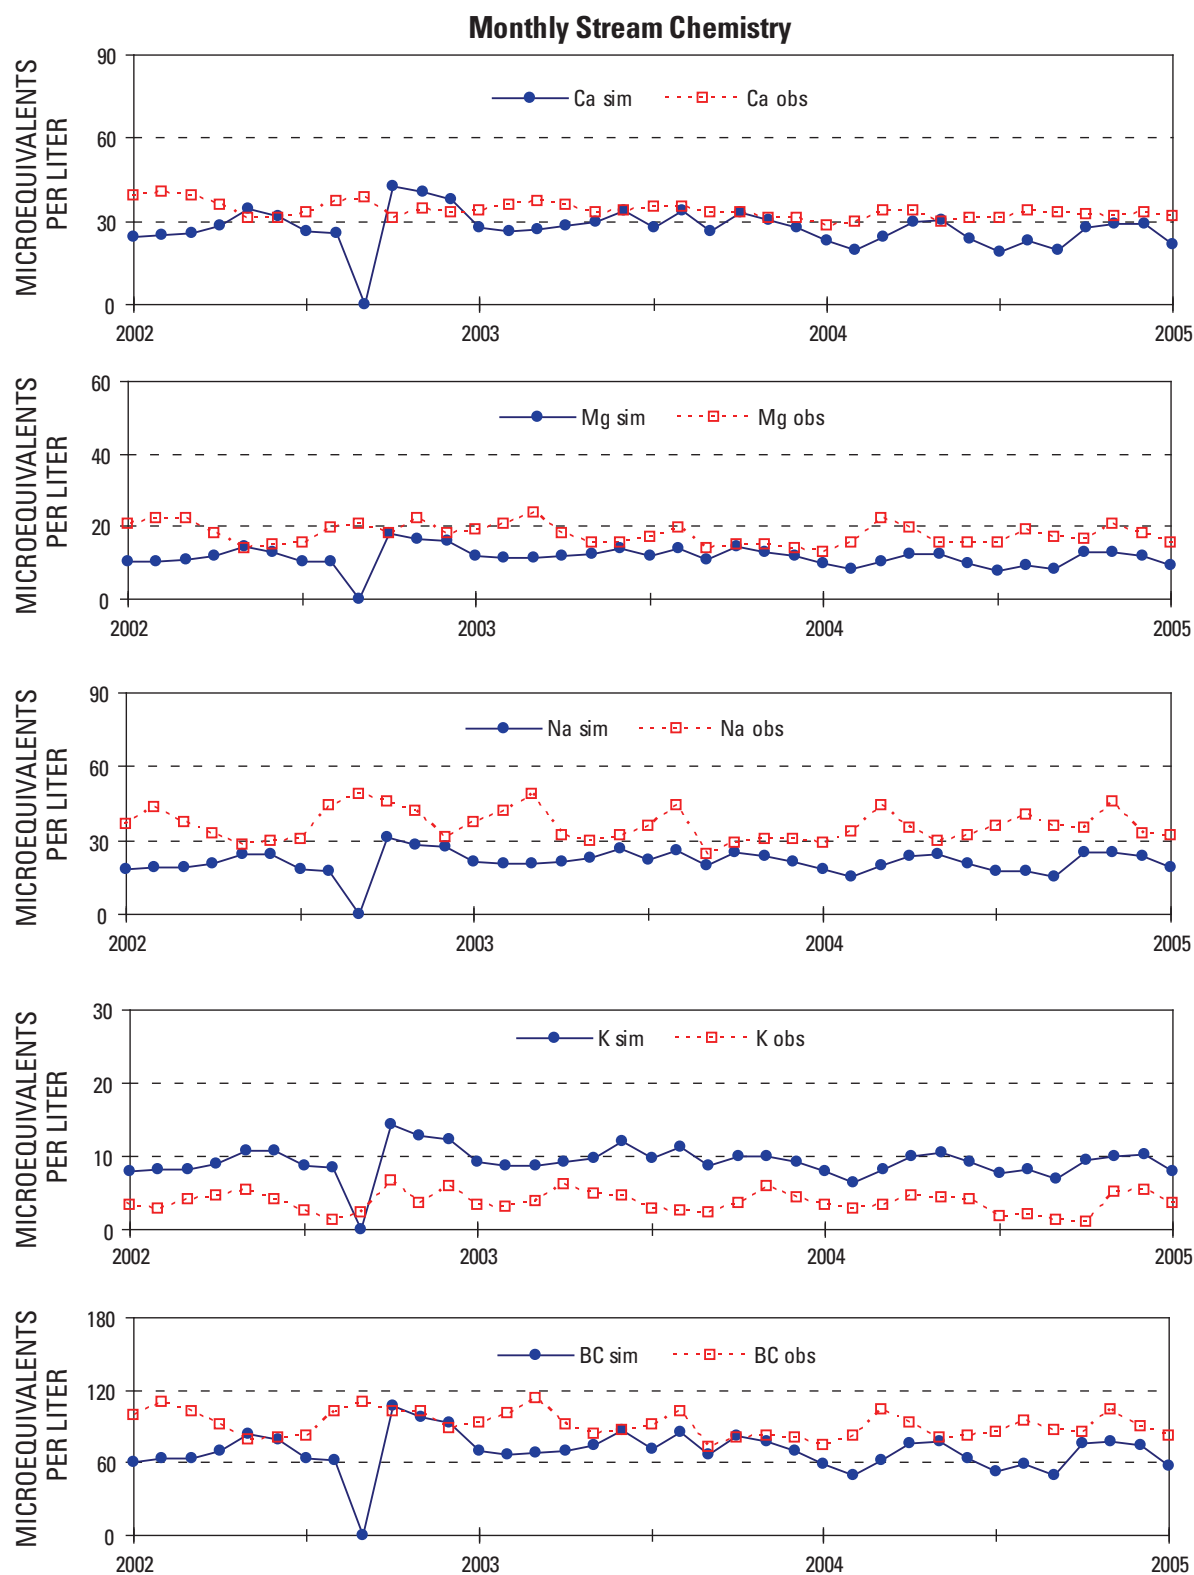 Monthly Stream Chemistry
MICROEQUIVALENTS
PER LITER
90
60
30
0
Ca sim
Ca obs
2002
2003
2004
2005
MICROEQUIVALENTS
PER LITER
60
40
20
0
Mg sim
Mg obs
2002
2003
2004
2005
MICROEQUIVALENTS
PER LITER
90
60
30
0
Na sim
Na obs
2002
2003
2004
2005
MICROEQUIVALENTS
PER LITER
30
20
10
0
K sim
K obs
2002
2003
2004
2005
MICROEQUIVALENTS
PER LITER
180
120
60
0
BC sim
BC obs
2002
2003
2004
2005